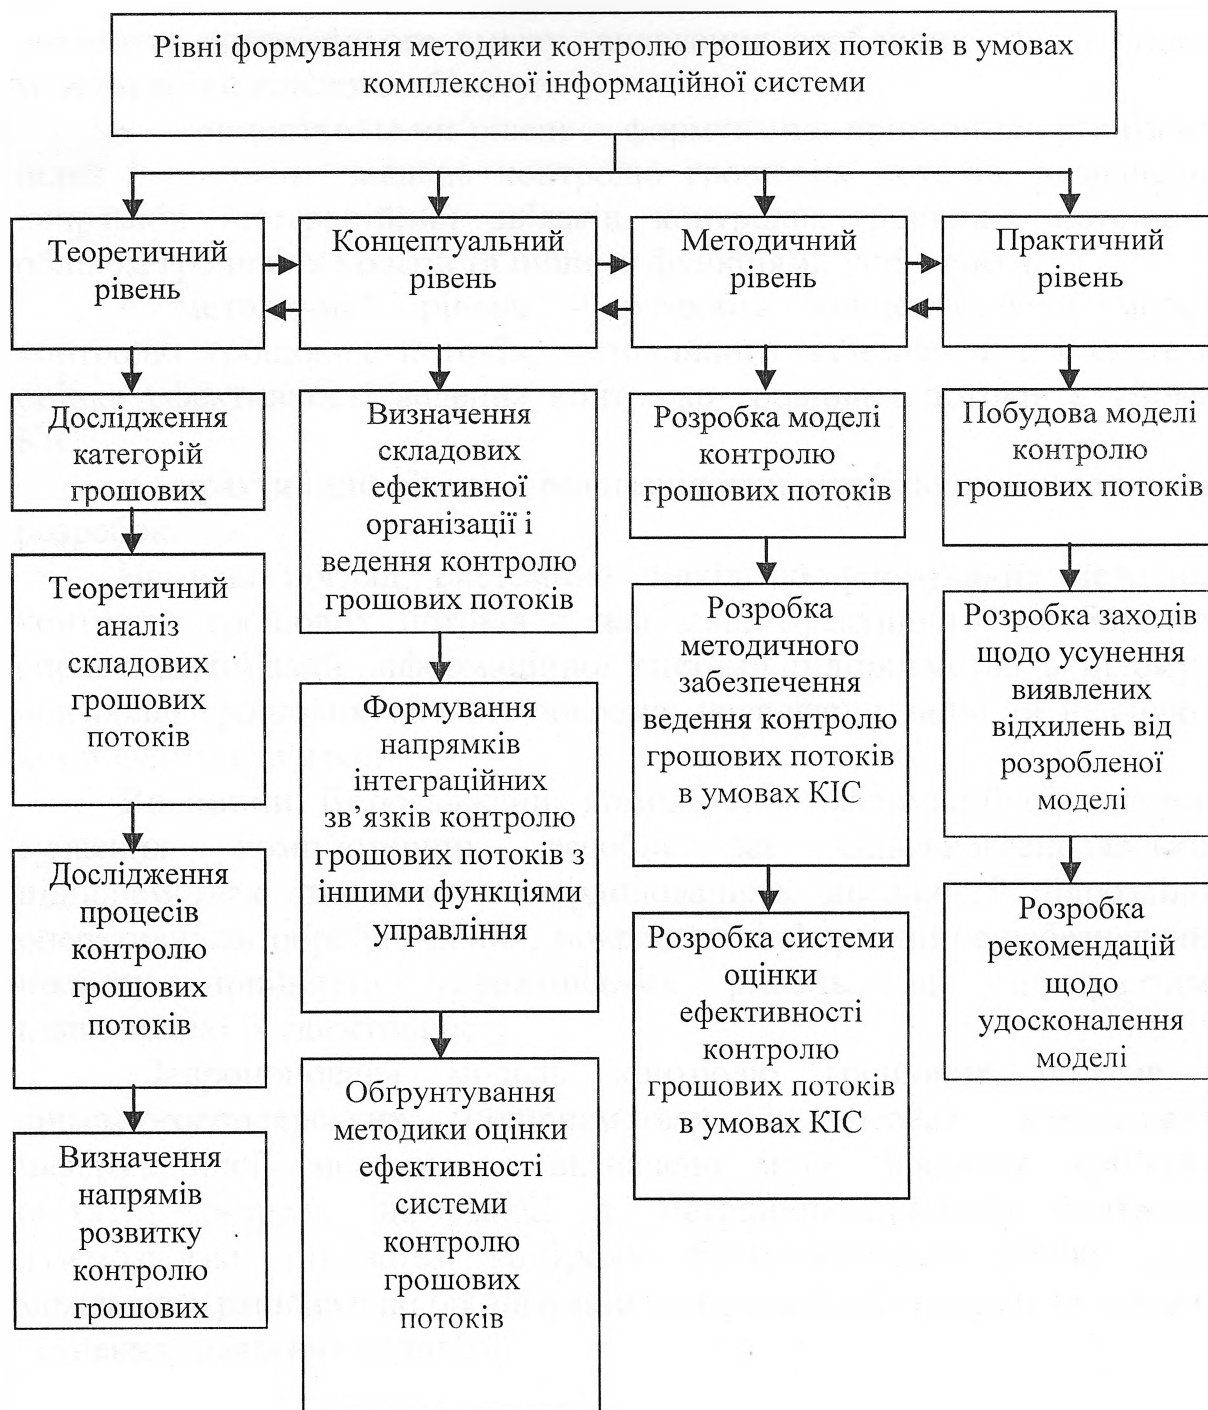 Рівні формування методики контролю грошових потоків в умовах
комплексної інформаційної системи
Теоретичний
рівень
Концептуальний
рівень
Методичний
рівень
Практичний
рівень
Дослідження
категорій
грошових
Теоретичний
аналіз
складових
грошових
потоків
Дослідження
процесів
контролю
грошових
потоків
Визначення
напрямів
розвитку
контролю
грошових
Визначення
складових
ефективної
організації і
ведення контролю
грошових потоків
Формування
напрямків
інтеграційних
зв’язків контролю
грошових потоків з
іншими функціями
управління
Обґрунтування
методики оцінки
ефективності
системи
контролю
грошових
потоків
Розробка моделі
контролю
грошових потоків
Розробка
методичного
забезпечення
ведення контролю
грошових потоків
в умовах КІС
Розробка системи
оцінки
ефективності
контролю
грошових потоків
в умовах КІС
Побудова моделі
контролю
грошових потоків
Розробка заходів
щодо усунення
виявлених
відхилень від
розробленої
моделі
Розробка
рекомендацій
щодо
удосконалення
моделі